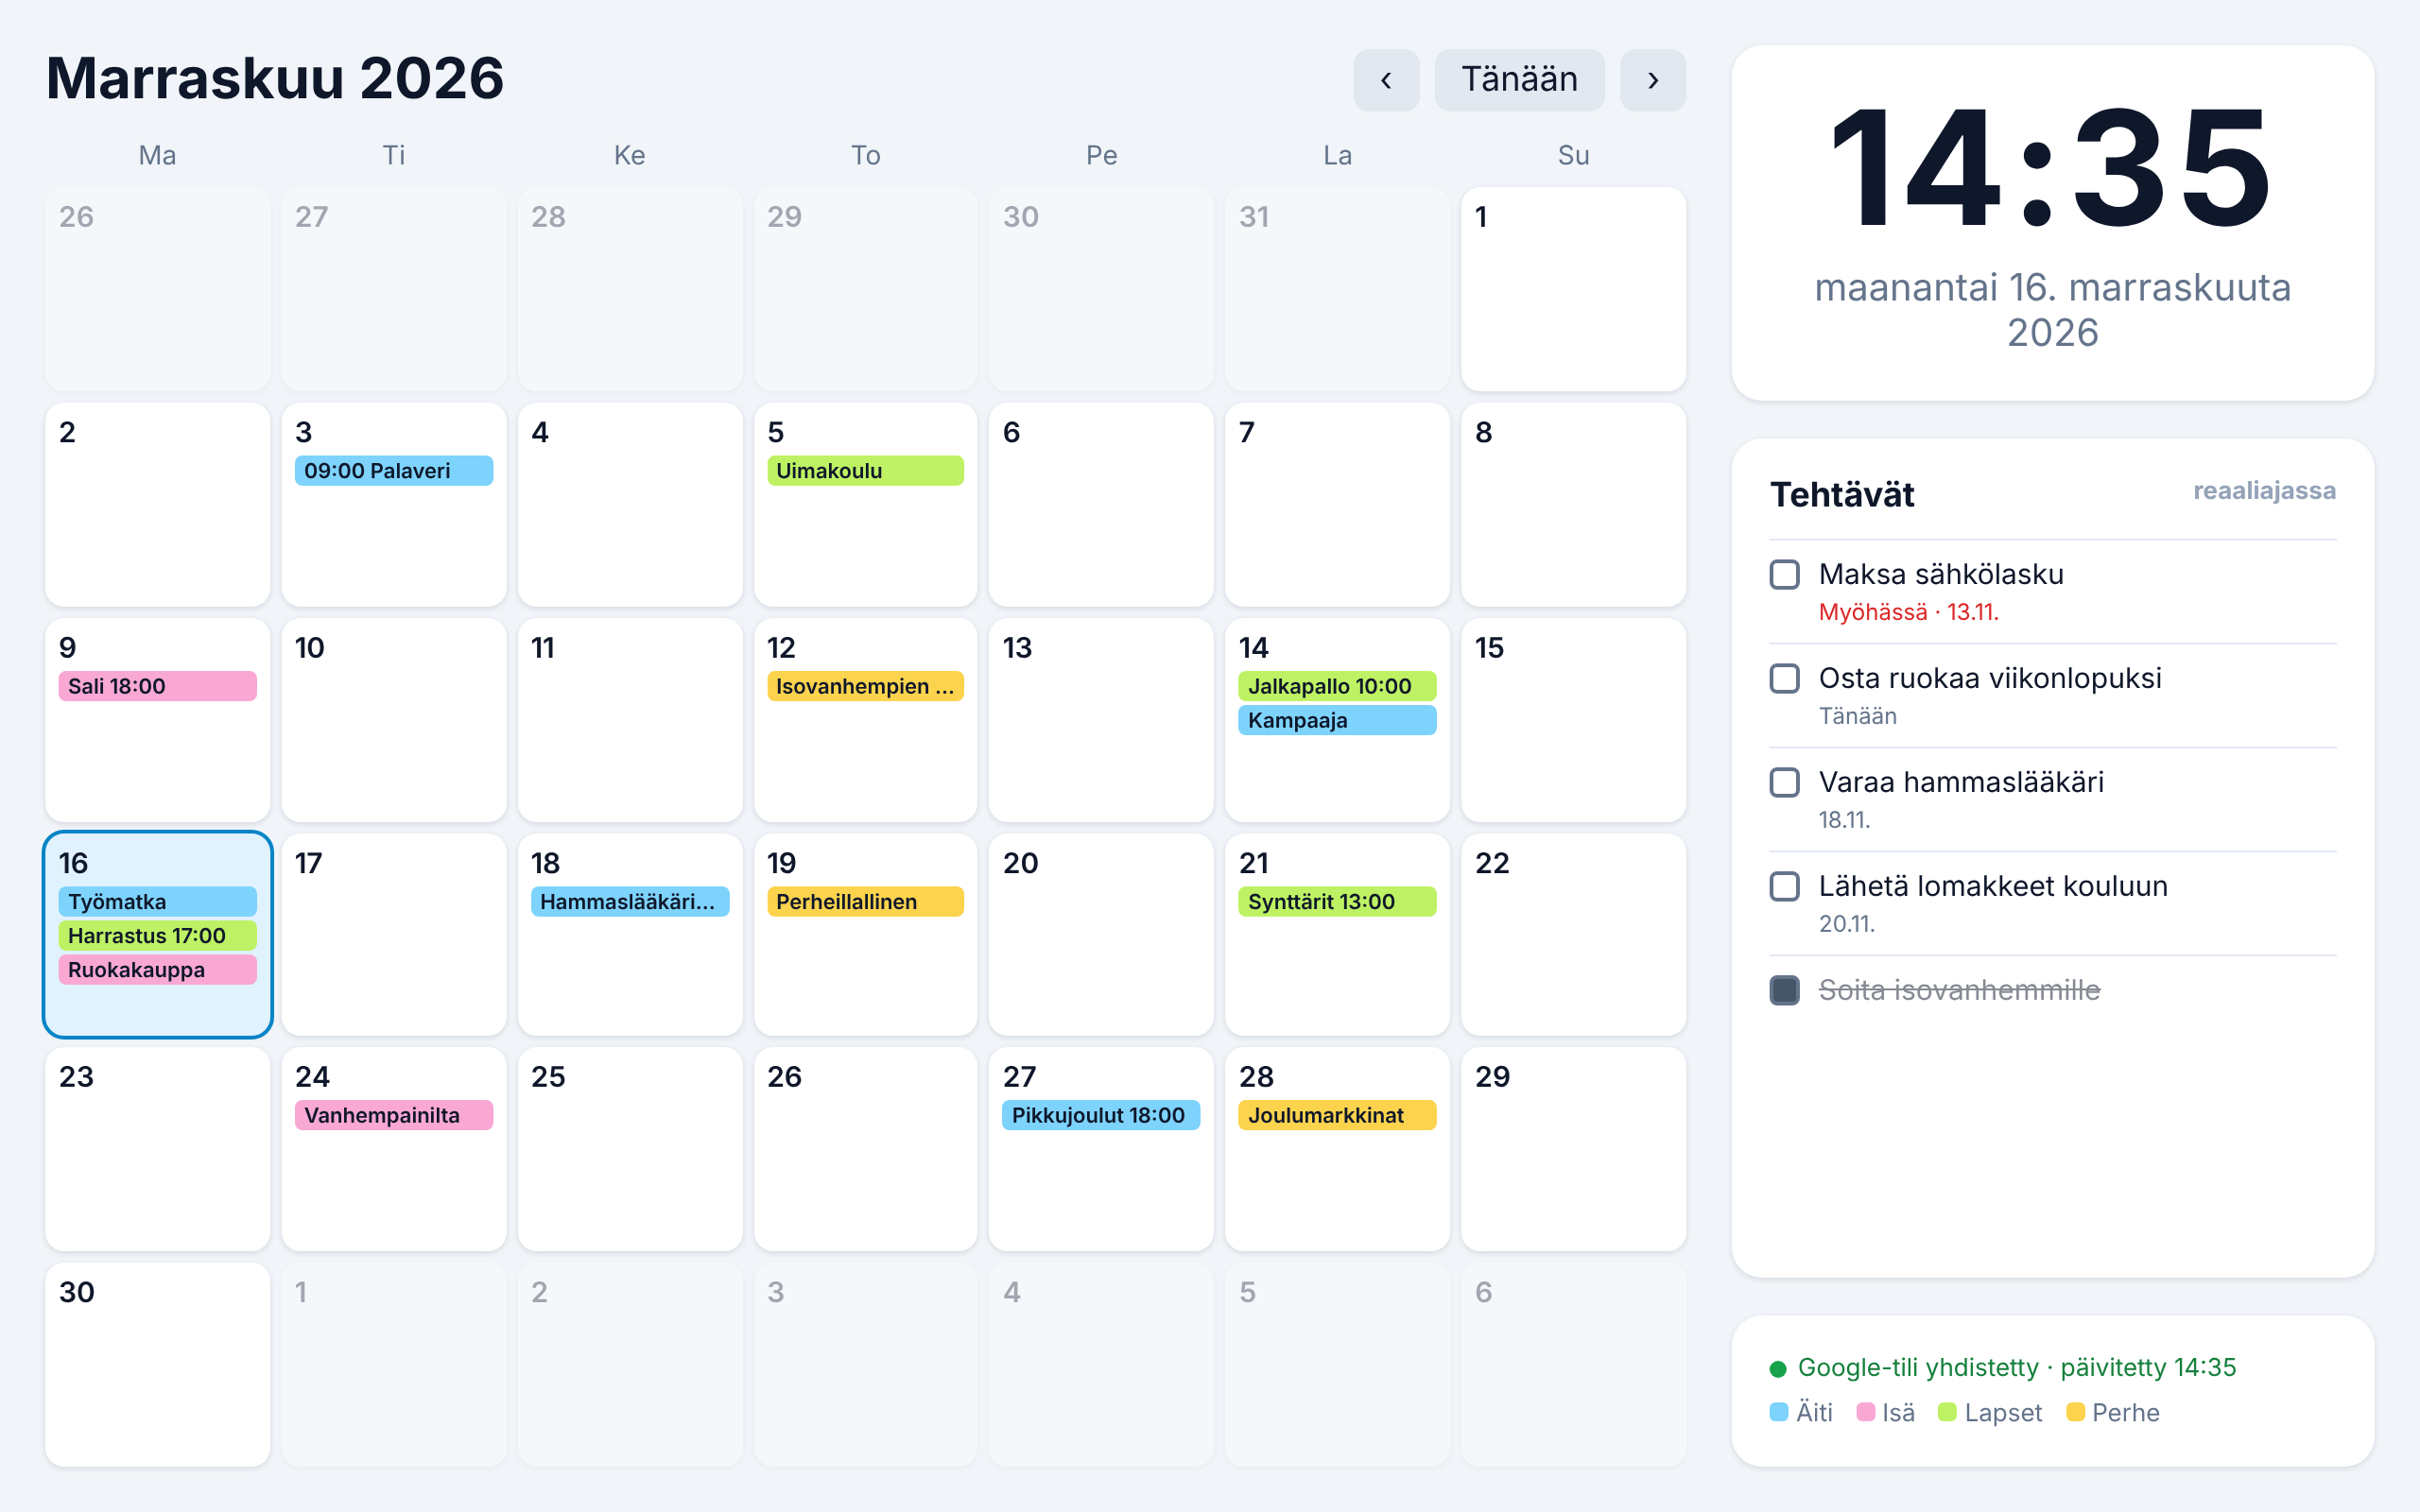 Marraskuu 2026
‹ Tänään ›
Ma Ti Ke To Pe La Su
26 27 28 29 30 31 1
2 3 4 5 6 7 8
09:00 Palaveri
Uimakoulu
9 10 11 12 13 14 15
Sali 18:00
Isovanhempien ...
Jalkapallo 10:00
Kampaaja
16 17 18 19 20 21 22
Työmatka
Harrastus 17:00
Ruokakauppa
Hammaslääkäri...
Perheillallinen
Synttärit 13:00
23 24 25 26 27 28 29
Vanhempainilta
Pikkujoulut 18:00
Joulumarkkinat
30 1 2 3 4 5 6
14:35
maanantai 16. marraskuuta
2026
Tehtävät
reaaliajassa
Maksa sähkölasku
Myöhässä · 13.11.
Osta ruokaa viikonlopuksi
Tänään
Varaa hammaslääkäri
18.11.
Lähetä lomakkeet kouluun
20.11.
Soita isovanhemmille
Google-tili yhdistetty · päivitetty 14:35
Äiti Isä Lapset Perhe